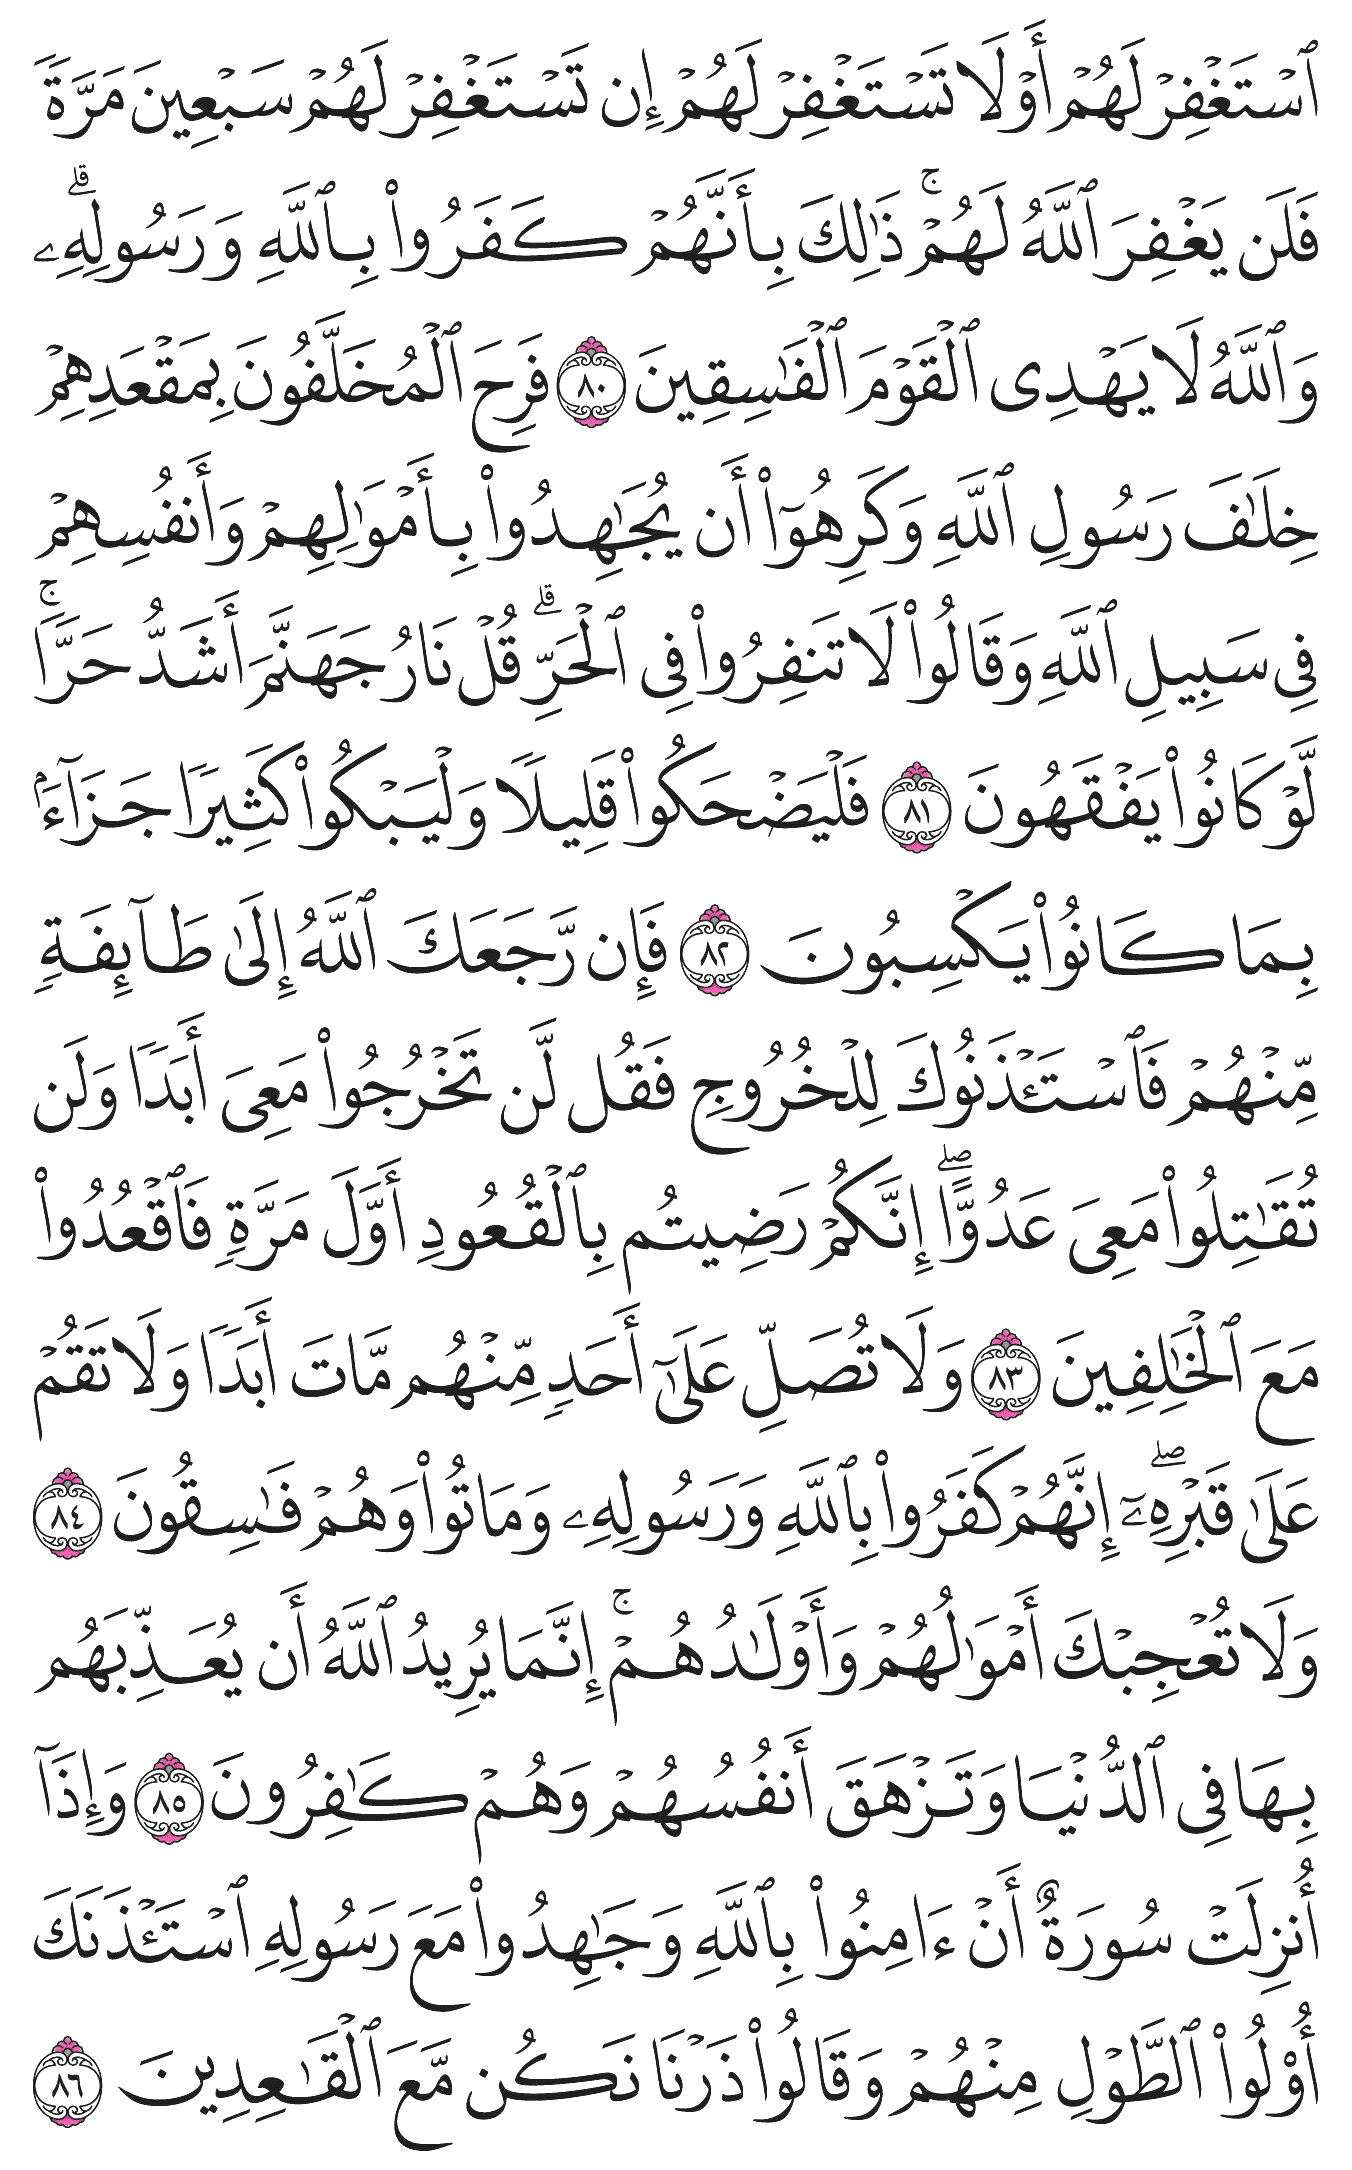 ٱسۡتَغۡفِرۡ لَهُمۡ أَوۡ لَا تَسۡتَغۡفِرۡ لَهُمۡ إِن تَسۡتَغۡفِرۡ لَهُمۡ سَبۡعِينَ مَرَّةٗ
فَلَن يَغۡفِرَ ٱللَّهُ لَهُمۡۚ ذَٰلِكَ بِأَنَّهُمۡ كَفَرُواْ بِٱللَّهِ وَرَسُولِهِۦۗ
وَٱللَّهُ لَا يَهۡدِي ٱلۡقَوۡمَ ٱلۡفَٰسِقِينَ ٨٠ فَرِحَ ٱلۡمُخَلَّفُونَ بِمَقۡعَدِهِمۡ
خِلَٰفَ رَسُولِ ٱللَّهِ وَكَرِهُوٓاْ أَن يُجَٰهِدُواْ بِأَمۡوَٰلِهِمۡ وَأَنفُسِهِمۡ
فِي سَبِيلِ ٱللَّهِ وَقَالُواْ لَا تَنفِرُواْ فِي ٱلۡحَرِّۗ قُلۡ نَارُ جَهَنَّمَ أَشَدُّ حَرّٗاۚ
لَّوۡ كَانُواْ يَفۡقَهُونَ ٨١ فَلۡيَضۡحَكُواْ قَلِيلٗا وَلۡيَبۡكُواْ كَثِيرٗا جَزَآءَۢ
بِمَا كَانُواْ يَكۡسِبُونَ ٨٢ فَإِن رَّجَعَكَ ٱللَّهُ إِلَىٰ طَآئِفَةٖ
مِّنۡهُمۡ فَٱسۡتَـٔۡذَنُوكَ لِلۡخُرُوجِ فَقُل لَّن تَخۡرُجُواْ مَعِيَ أَبَدٗا وَلَن
تُقَٰتِلُواْ مَعِيَ عَدُوًّاۖ إِنَّكُمۡ رَضِيتُم بِٱلۡقُعُودِ أَوَّلَ مَرَّةٖ فَٱقۡعُدُواْ
مَعَ ٱلۡخَٰلِفِينَ ٨٣ وَلَا تُصَلِّ عَلَىٰٓ أَحَدٖ مِّنۡهُم مَّاتَ أَبَدٗا وَلَا تَقُمۡ
عَلَىٰ قَبۡرِهِۦٓۖ إِنَّهُمۡ كَفَرُواْ بِٱللَّهِ وَرَسُولِهِۦ وَمَاتُواْ وَهُمۡ فَٰسِقُونَ ٨٤
وَلَا تُعۡجِبۡكَ أَمۡوَٰلُهُمۡ وَأَوۡلَٰدُهُمۡۚ إِنَّمَا يُرِيدُ ٱللَّهُ أَن يُعَذِّبَهُم
بِهَا فِي ٱلدُّنۡيَا وَتَزۡهَقَ أَنفُسُهُمۡ وَهُمۡ كَٰفِرُونَ ٨٥ وَإِذَآ
أُنزِلَتۡ سُورَةٌ أَنۡ ءَامِنُواْ بِٱللَّهِ وَجَٰهِدُواْ مَعَ رَسُولِهِ ٱسۡتَـٔۡذَنَكَ
أُوْلُواْ ٱلطَّوۡلِ مِنۡهُمۡ وَقَالُواْ ذَرۡنَا نَكُن مَّعَ ٱلۡقَٰعِدِينَ ٨٦